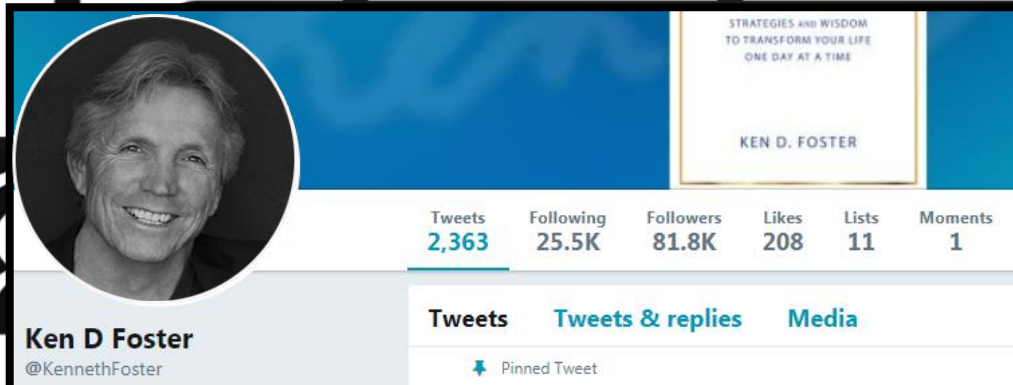 STRATEGIES AND WISDOM
TO TRANSFORM YOUR LIFE
ONE DAY AT A TIME
KEN D. FOSTER
Tweets Following Followers Likes Lists Moments
2,363 25.5K 81.8K 208 11 1
Ken D Foster
@KennethFoster
Tweets Tweets & replies Media
Pinned Tweet